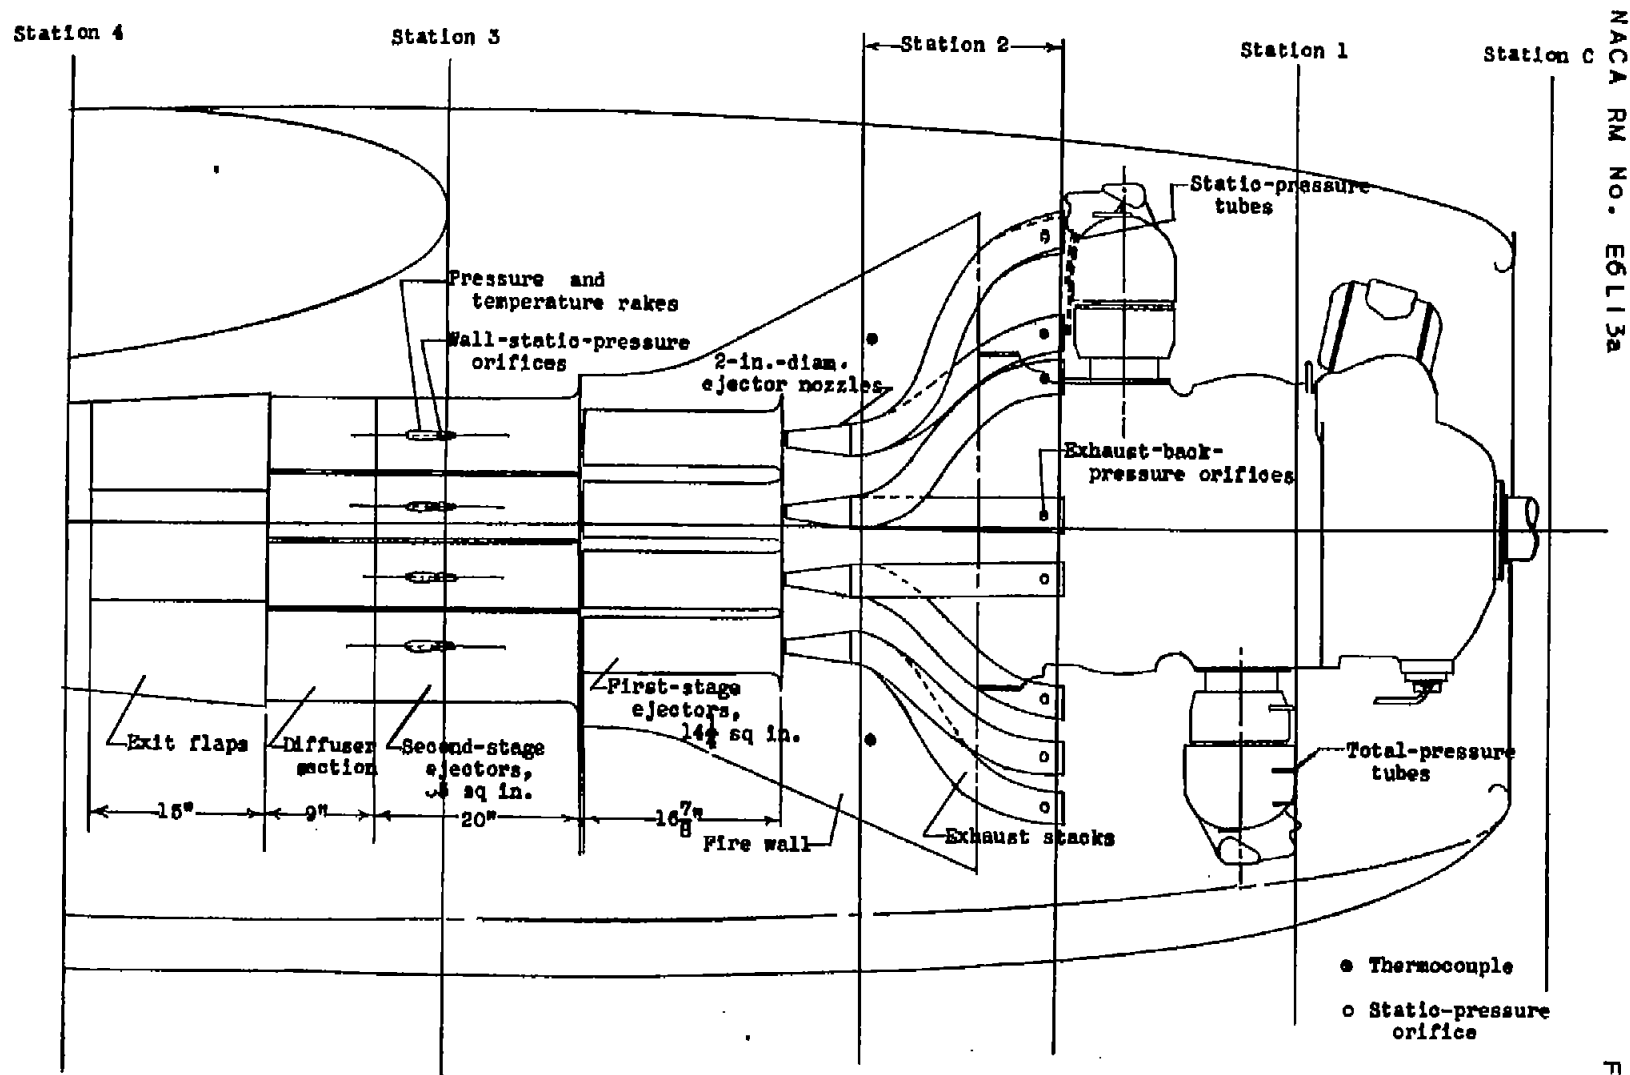 Station 4
Station 3
Station 2
Station 1
Station C
NACA RM No. E6L13a
Static-pressure
tubes
Pressure and
temperature rakes
Wall-static-pressure
orifices
2-in.-diam.
ejector nozzles
Exhaust-back-
pressure orifices
First-stage
ejectors,
sq in.
Exit flaps
Diffuser
section
Second-stage
ejectors,
sq in.
Total-pressure
tubes
15"
9"
20"
16 7/8"
Fire wall
Exhaust stacks
Thermocouple
Static-pressure
orifice
F